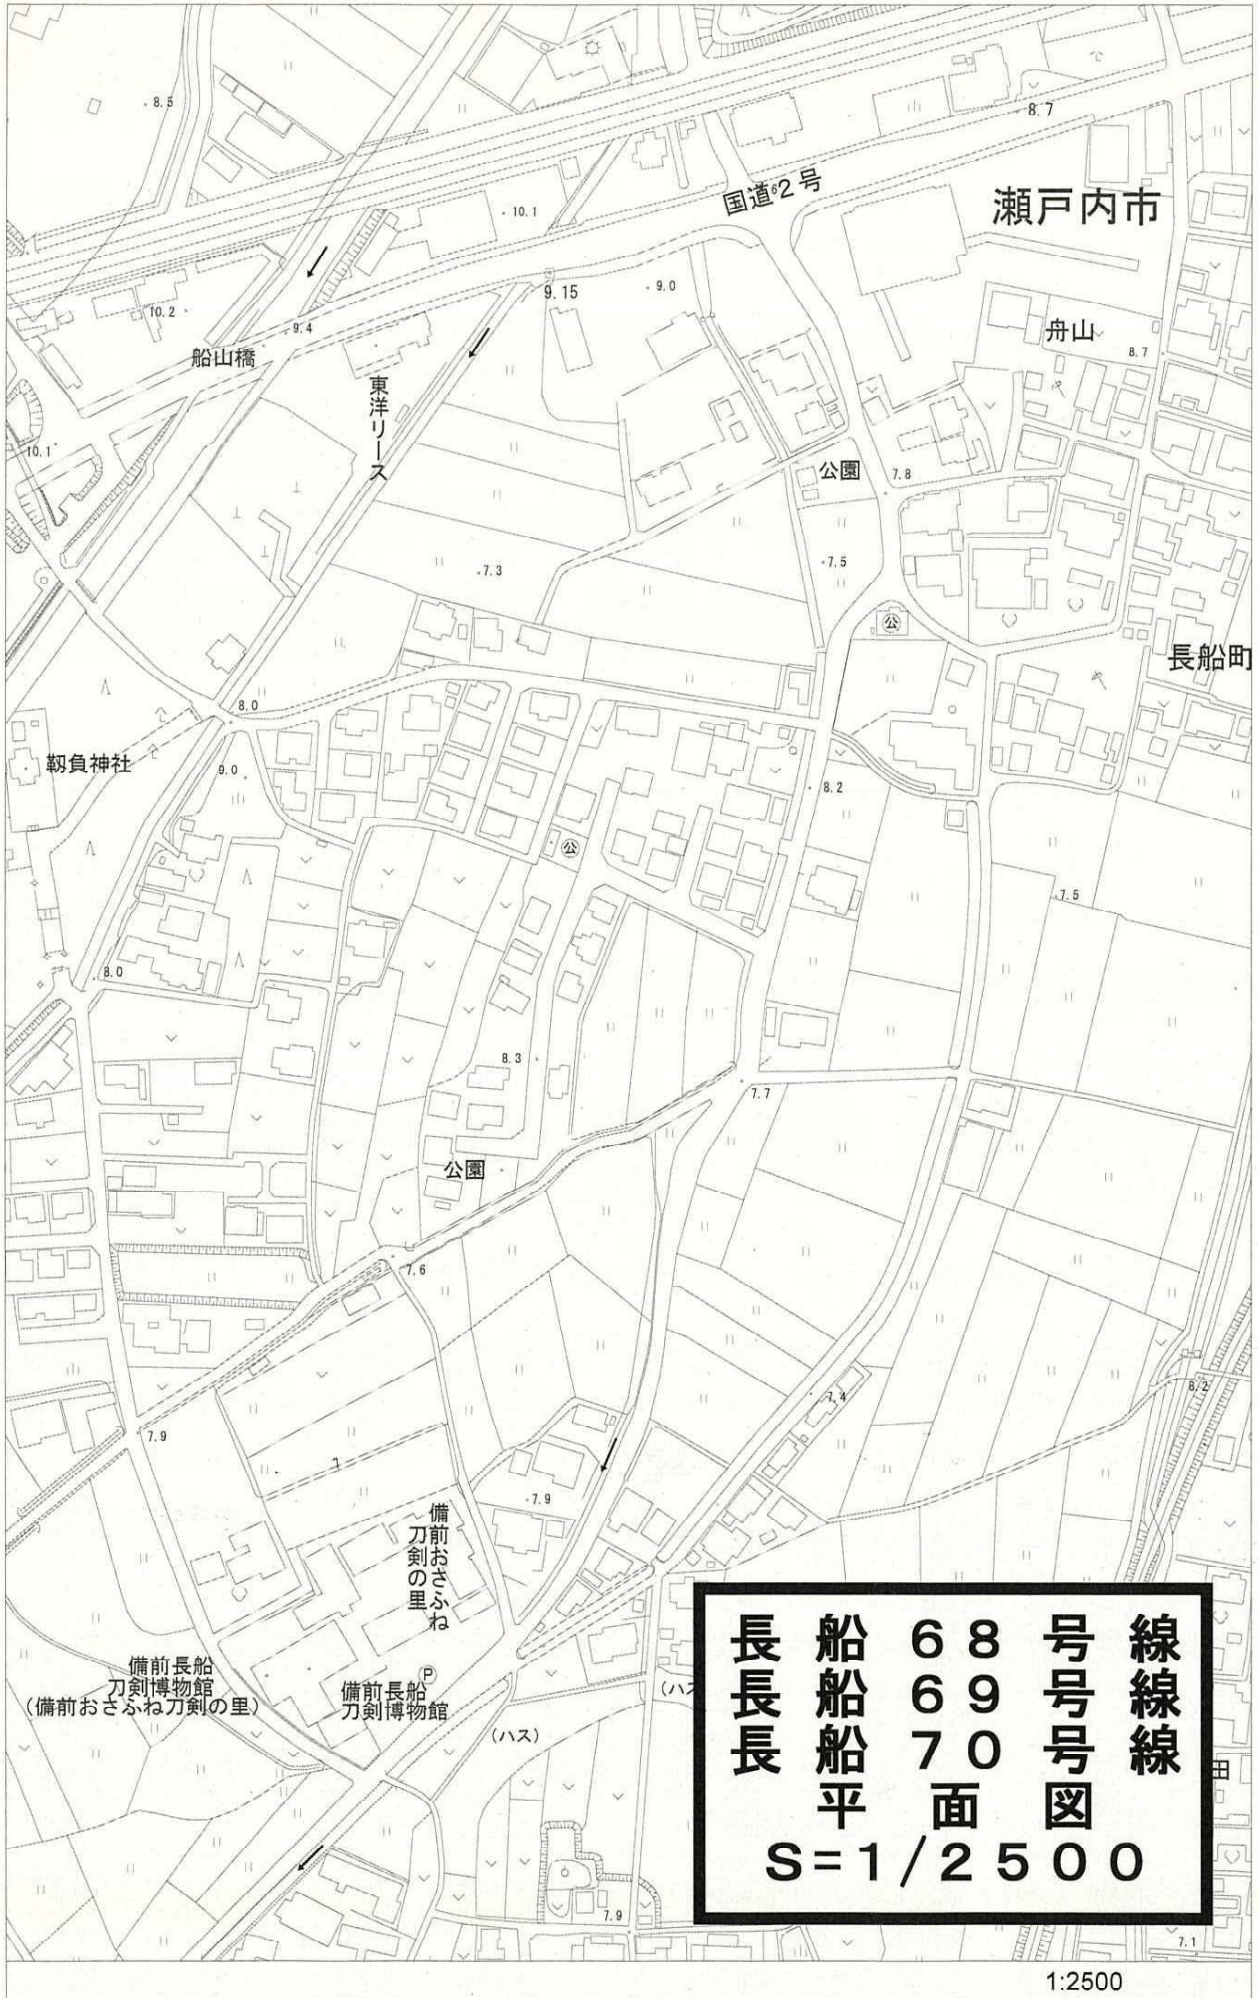 8.5
8.7
国道2号
瀬戸内市
10.1
9.15
9.0
10.2
9.4
船山橋
舟山
8.7
東洋リース
10.1
公園
7.8
7.3
7.5
公
長船町
8.0
靱負神社
9.0
8.2
公
7.5
8.0
8.3
7.7
公園
7.6
8.2
7.4
7.9
7.9
備前おさふね
刀剣の里
備前長船
刀剣博物館
(備前おさふね刀剣の里)
P
備前長船
刀剣博物館
(ハス)
(ハス
長船68号線
長船69号線
長船70号線
平面図
S=1/2500
田
7.9
7.1
1:2500